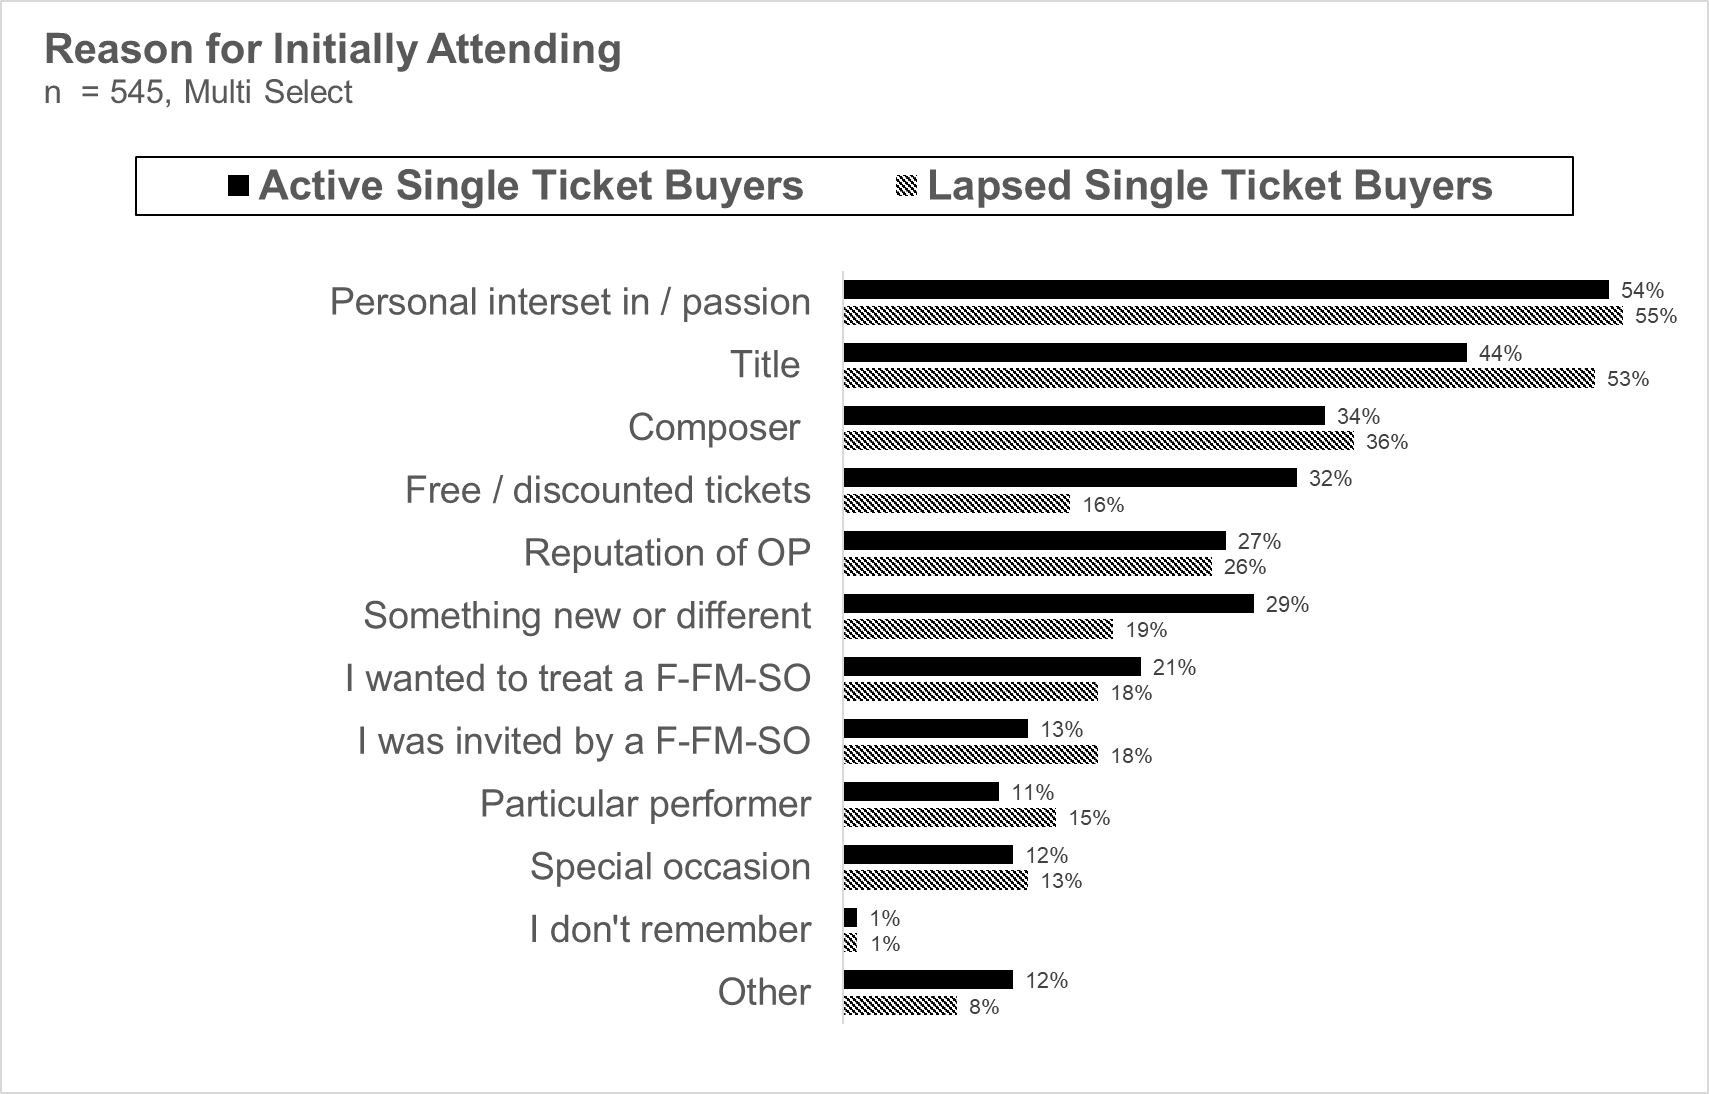 Reason for Initially Attending
n  = 545, Multi Select
Active Single Ticket Buyers Lapsed Single Ticket Buyers
Personal interset in / passion 54%
55%
Title 44%
53%
Composer 34%
36%
Free / discounted tickets 32%
16%
Reputation of OP 27%
26%
Something new or different 29%
19%
I wanted to treat a F-FM-SO 21%
18%
I was invited by a F-FM-SO 13%
18%
Particular performer 11%
15%
Special occasion 12%
13%
I don't remember 1%
1%
Other 12%
8%